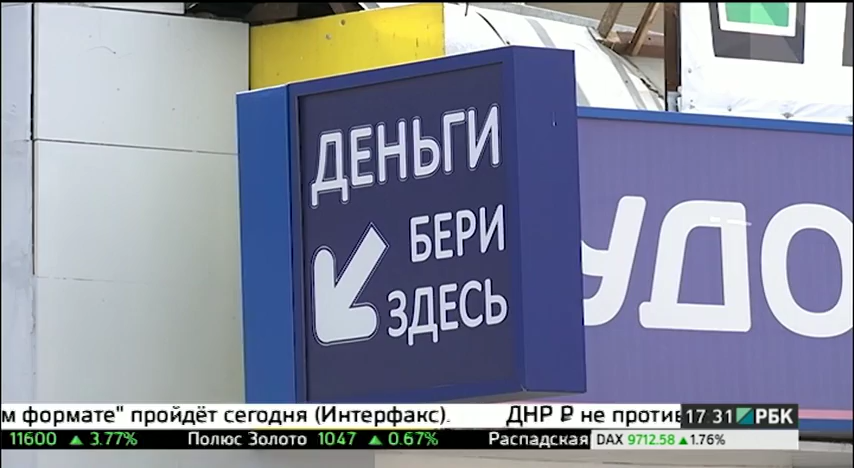 ДЕНЬГИ
БЕРИ
ЗДЕСЬ
УДО
м формате" пройдёт сегодня (Интерфакс). ДНР ₽ не против
17 31 РБК
11600 ▲ 3.77% Полюс Золото 1047 ▲ 0.67% Распадская
DAX 9712.58 ▲ 1.76%